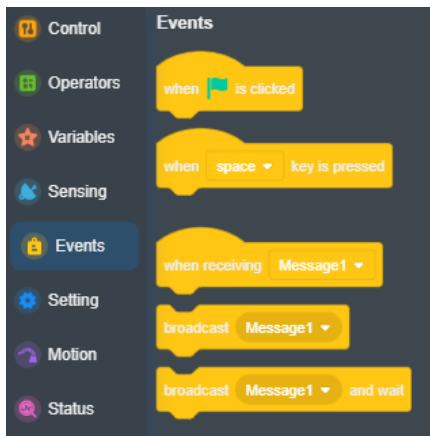 Control
Operators
Variables
Sensing
Events
Setting
Motion
Status
Events
when is clicked
when space key is pressed
when receiving Message1
broadcast Message1
broadcast Message1 and wait